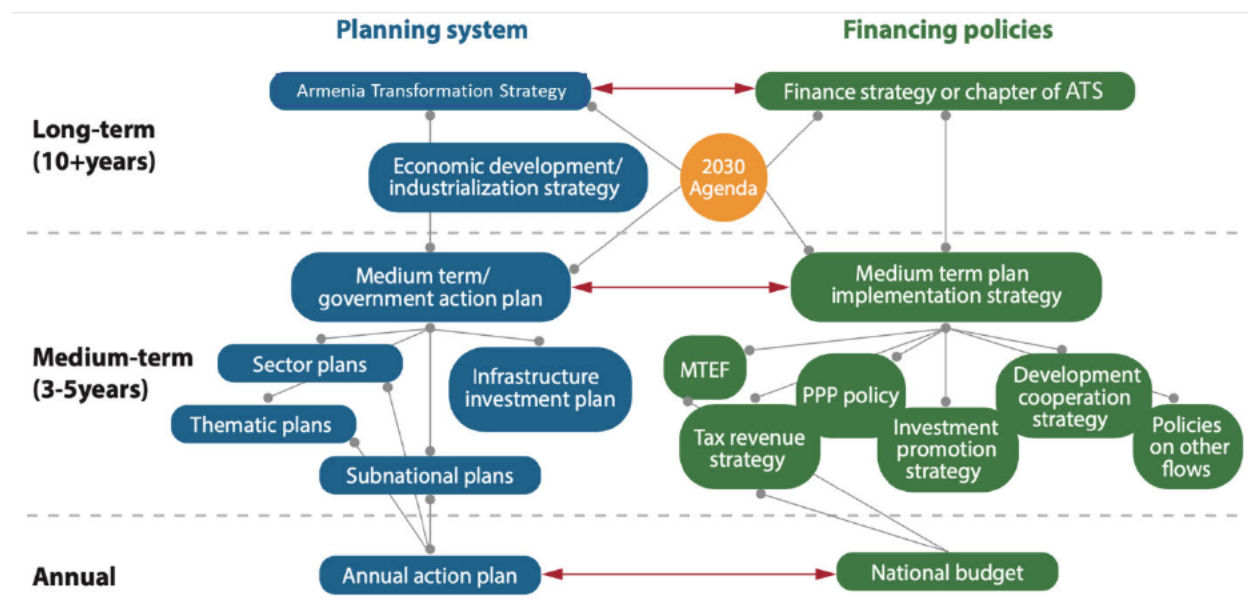 Planning system
Financing policies
Armenia Transformation Strategy
Finance strategy or chapter of ATS
Long-term
(10+years)
Economic development/
industrialization strategy
2030
Agenda
Medium term/
government action plan
Medium term plan
implementation strategy
Medium-term
(3-5years)
Sector plans
Infrastructure
investment plan
Thematic plans
Subnational plans
MTEF
PPP policy
Development
cooperation
strategy
Tax revenue
strategy
Investment
promotion
strategy
Policies
on other
flows
Annual
Annual action plan
National budget